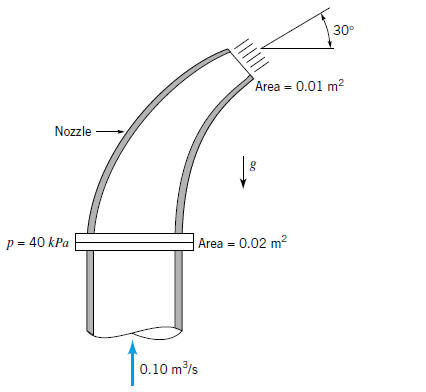 30°
Area = 0.01 m²
Nozzle
g
p = 40 kPa
Area = 0.02 m²
0.10 m³/s